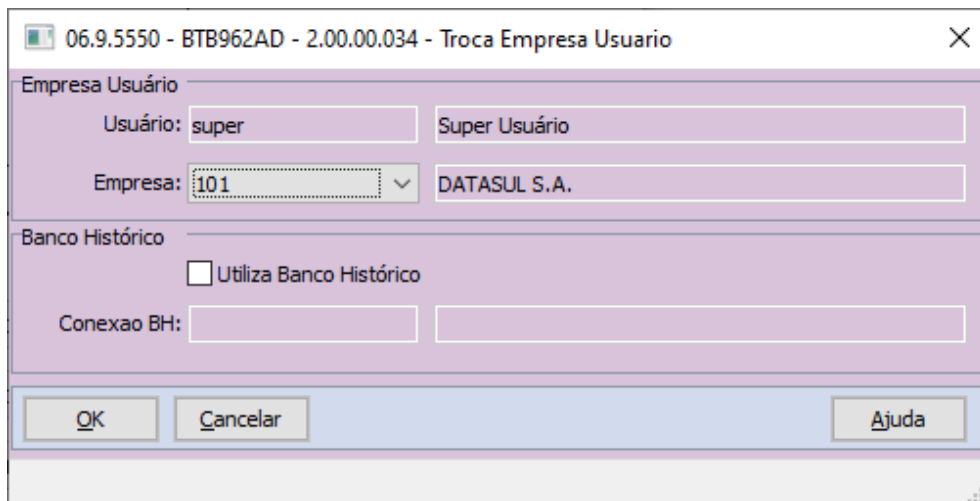 06.9.5550 - BTB962AD - 2.00.00.034 - Troca Empresa Usuario
Empresa Usuário
Usuário: super Super Usuário
Empresa: 101 DATASUL S.A.
Banco Histórico
Utiliza Banco Histórico
Conexao BH:
OK Cancelar Ajuda